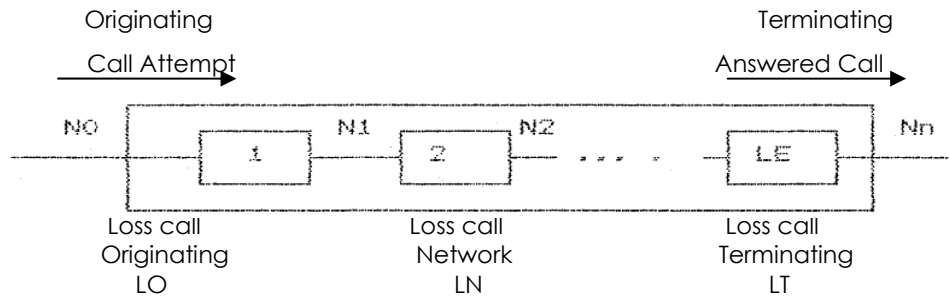 Originating Terminating
Call Attempt Answered Call
N0 N1 N2 Nn
1 2 .... LE
Loss call Loss call Loss call
Originating Network Terminating
LO LN LT